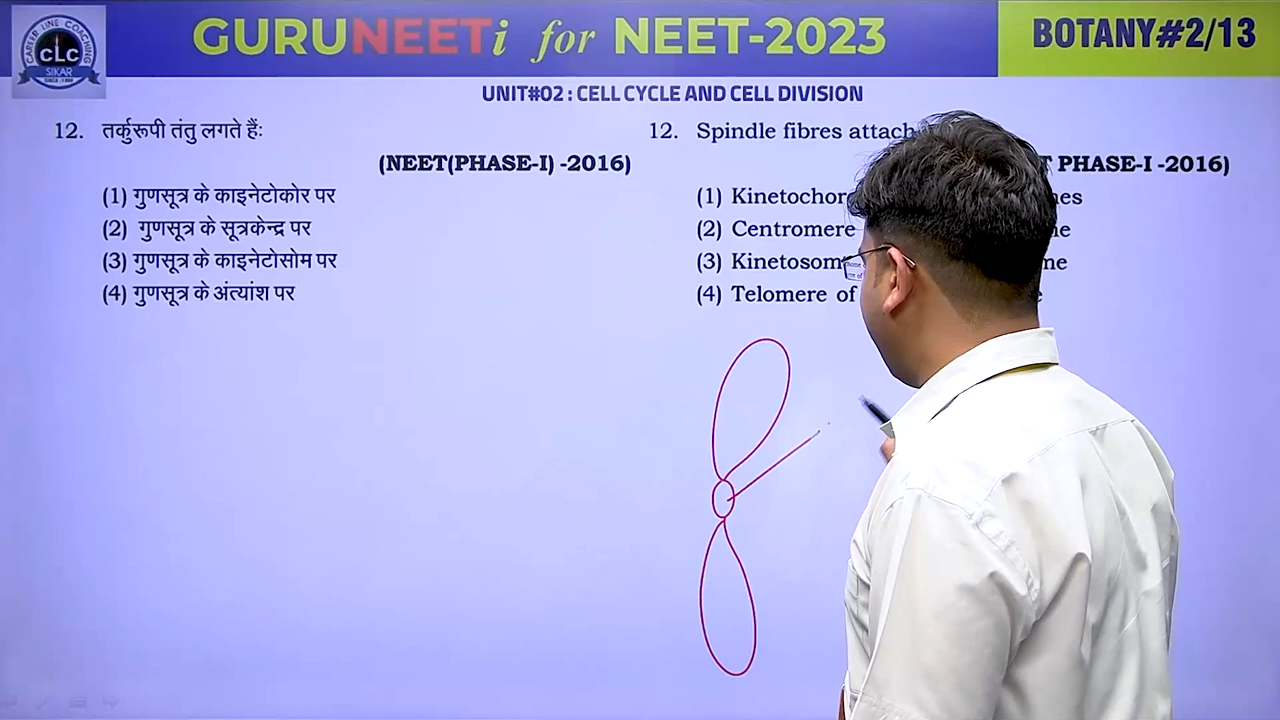 GURUNEETi for NEET-2023
BOTANY#2/13
CAREER LINE COACHING
CLC
SIKAR
SINCE : 1996
UNIT#02 : CELL CYCLE AND CELL DIVISION
12. तर्कुरूपी तंतु लगते हैं:
(NEET(PHASE-I) -2016)
(1) गुणसूत्र के काइनेटोकोर पर
(2) गुणसूत्र के सूत्रकेन्द्र पर
(3) गुणसूत्र के काइनेटोसोम पर
(4) गुणसूत्र के अंत्यांश पर
12. Spindle fibres attach
PHASE-I -2016)
(1)
(2) Centromere
(3)
(4) Telomere of